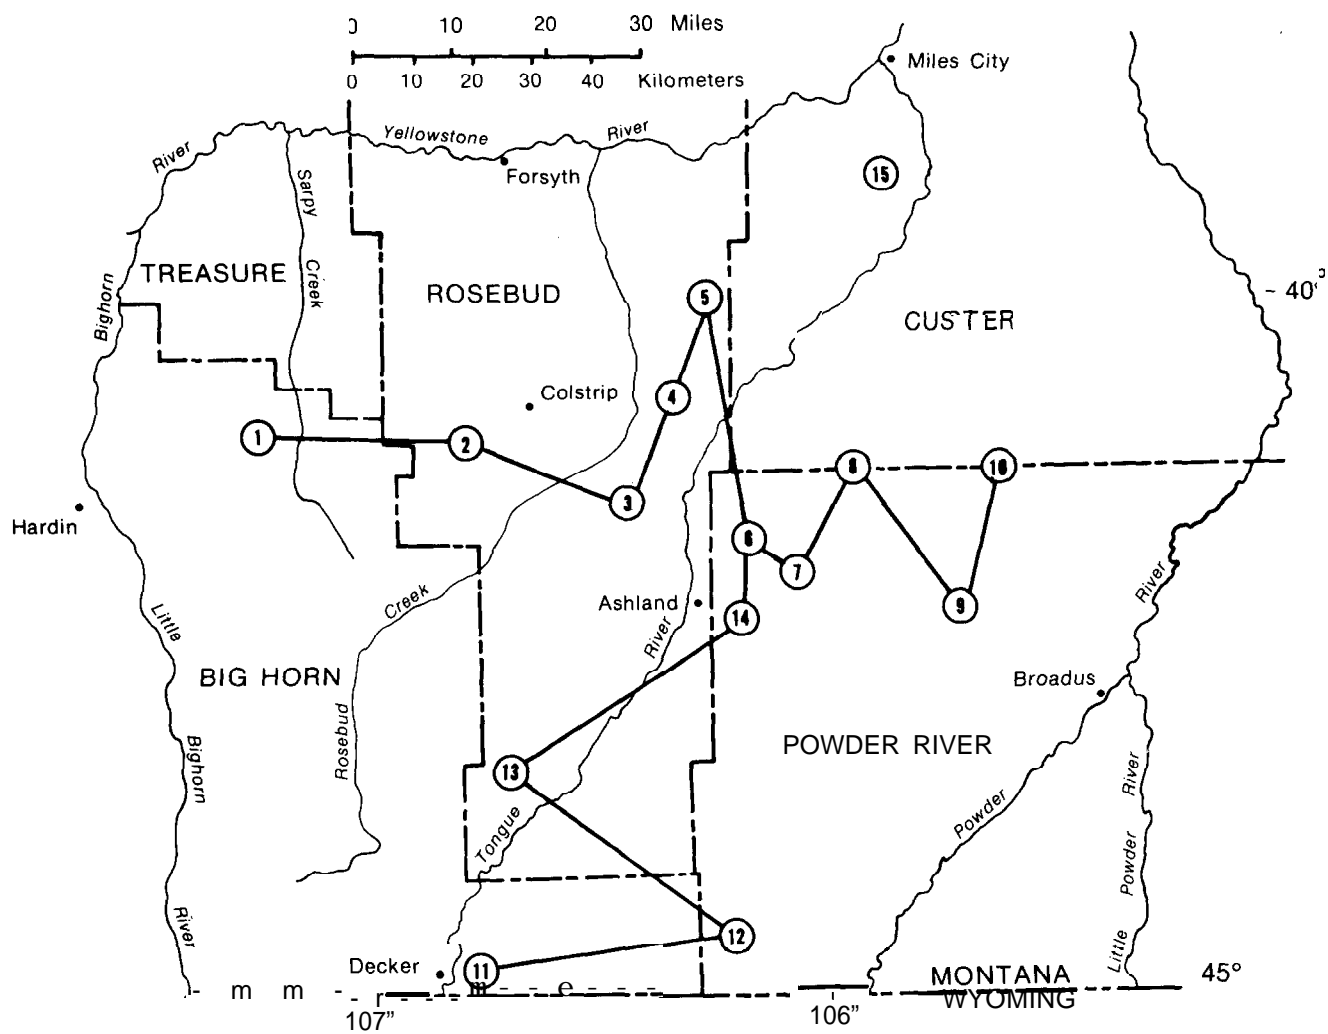 0 10 20 30 Miles
0 10 20 30 40 Kilometers
Miles City
Yellowstone River
River
Forsyth
15
Sarpy
Creek
TREASURE
ROSEBUD
Bighorn
5
- 40°
CUSTER
4
Colstrip
1
2
8
10
3
Hardin
6
7
Creek
Ashland
14
9
River
Little
River
BIG HORN
Broadus
Rosebud
Bighorn
POWDER RIVER
13
River
Powder
Tongue
Powder
River
12
Little
Decker
11
MONTANA
45°
- m m - m - - e - - -
WYOMING
107"
106"